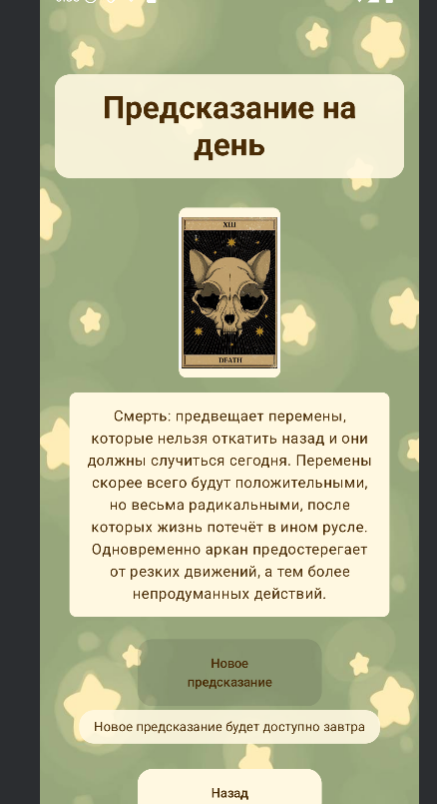 Предсказание на
день
XIII
DEATH
Смерть: предвещает перемены,
которые нельзя откатить назад и они
должны случиться сегодня. Перемены
скорее всего будут положительными,
но весьма радикальными, после
которых жизнь потечёт в ином русле.
Одновременно аркан предостерегает
от резких движений, а тем более
непродуманных действий.
Новое
предсказание
Новое предсказание будет доступно завтра
Назад